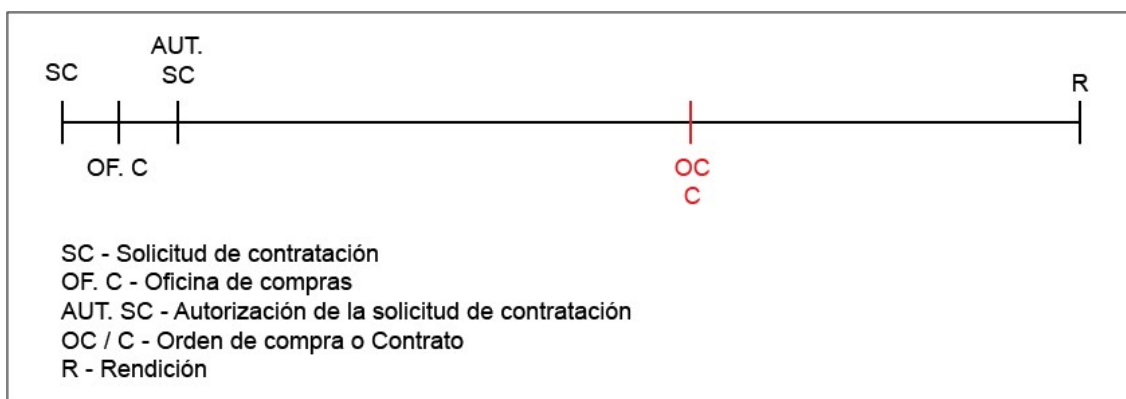 AUT.
SC
SC
R
OF. C
OC
C
SC - Solicitud de contratación
OF. C - Oficina de compras
AUT. SC - Autorización de la solicitud de contratación
OC / C - Orden de compra o Contrato
R - Rendición